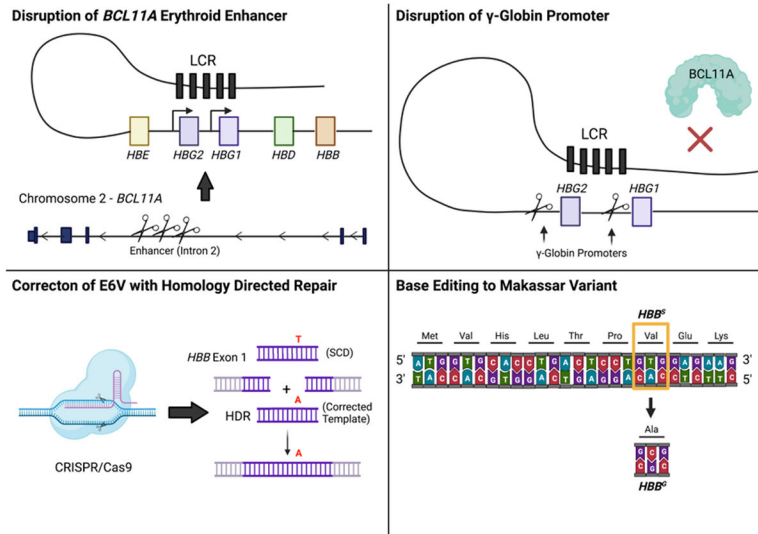 Disruption of BCL11A Erythroid Enhancer
LCR
HBE
HBG2
HBG1
HBD
HBB
Chromosome 2 - BCL11A
Enhancer (Intron 2)
Disruption of γ-Globin Promoter
BCL11A
LCR
HBG2
HBG1
γ-Globin Promoters
Correcton of E6V with Homology Directed Repair
T
HBB Exon 1
(SCD)
+
A
HDR
(Corrected
Template)
A
CRISPR/Cas9
Base Editing to Makassar Variant
HBBˢ
Met Val His Leu Thr Pro Val Glu Lys
5' A T G G T G C A C C T G A C T C C T G T G G A G A A G 3'
3' T A C C A C G T G G A C T G A G G A C A C C T C T T C 5'
Ala
G C G
C G C
HBBᴳ